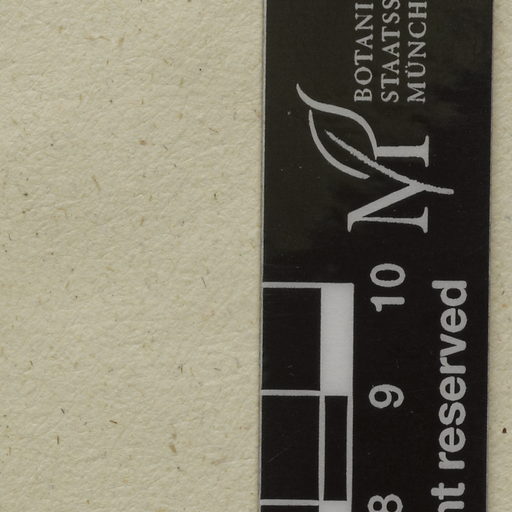 BOTANI
STAATSS
MÜNCH
M
10
9
8
nt reserved